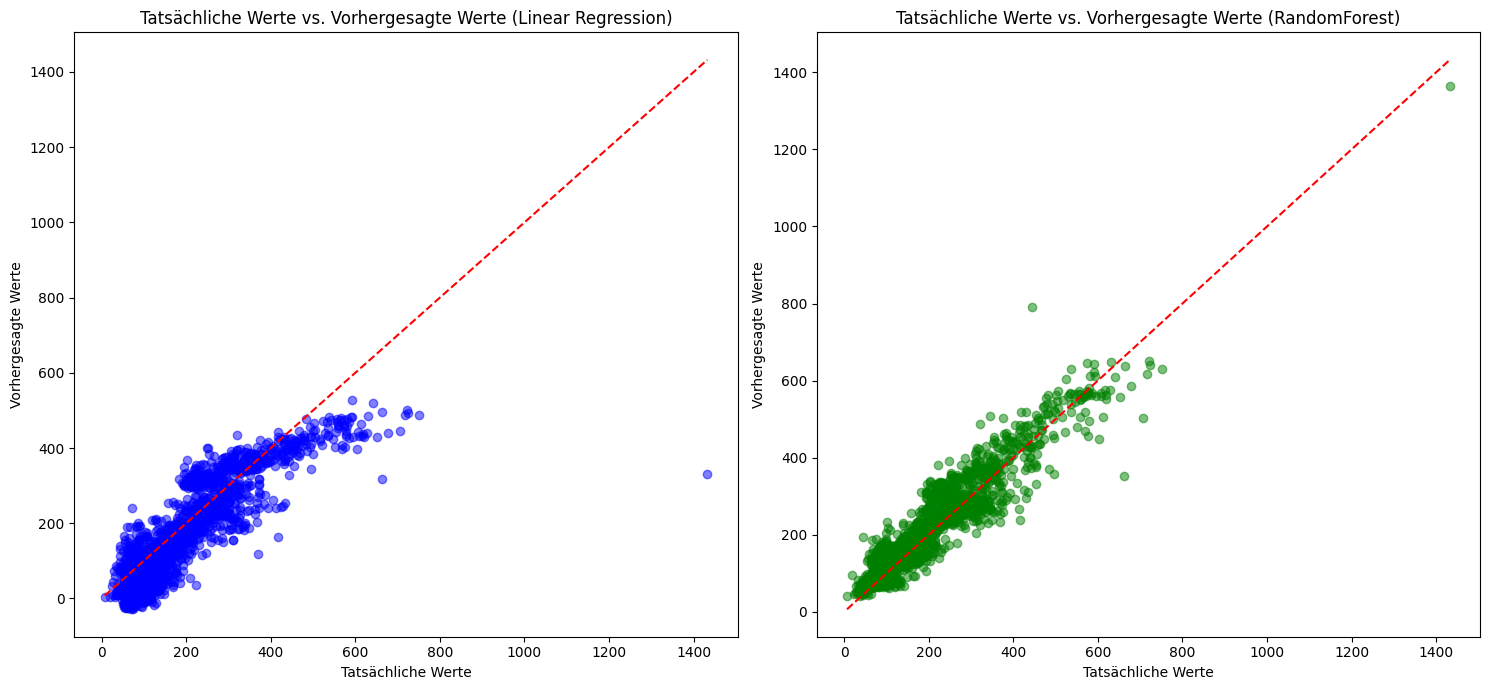 Tatsächliche Werte vs. Vorhergesagte Werte (Linear Regression)
1400
1200
1000
800
600
400
200
0
Vorhergesagte Werte
0 200 400 600 800 1000 1200 1400
Tatsächliche Werte
Tatsächliche Werte vs. Vorhergesagte Werte (RandomForest)
1400
1200
1000
800
600
400
200
0
Vorhergesagte Werte
0 200 400 600 800 1000 1200 1400
Tatsächliche Werte